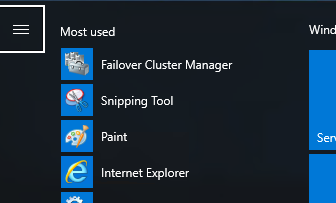 Most used
Failover Cluster Manager
Snipping Tool
Paint
Internet Explorer